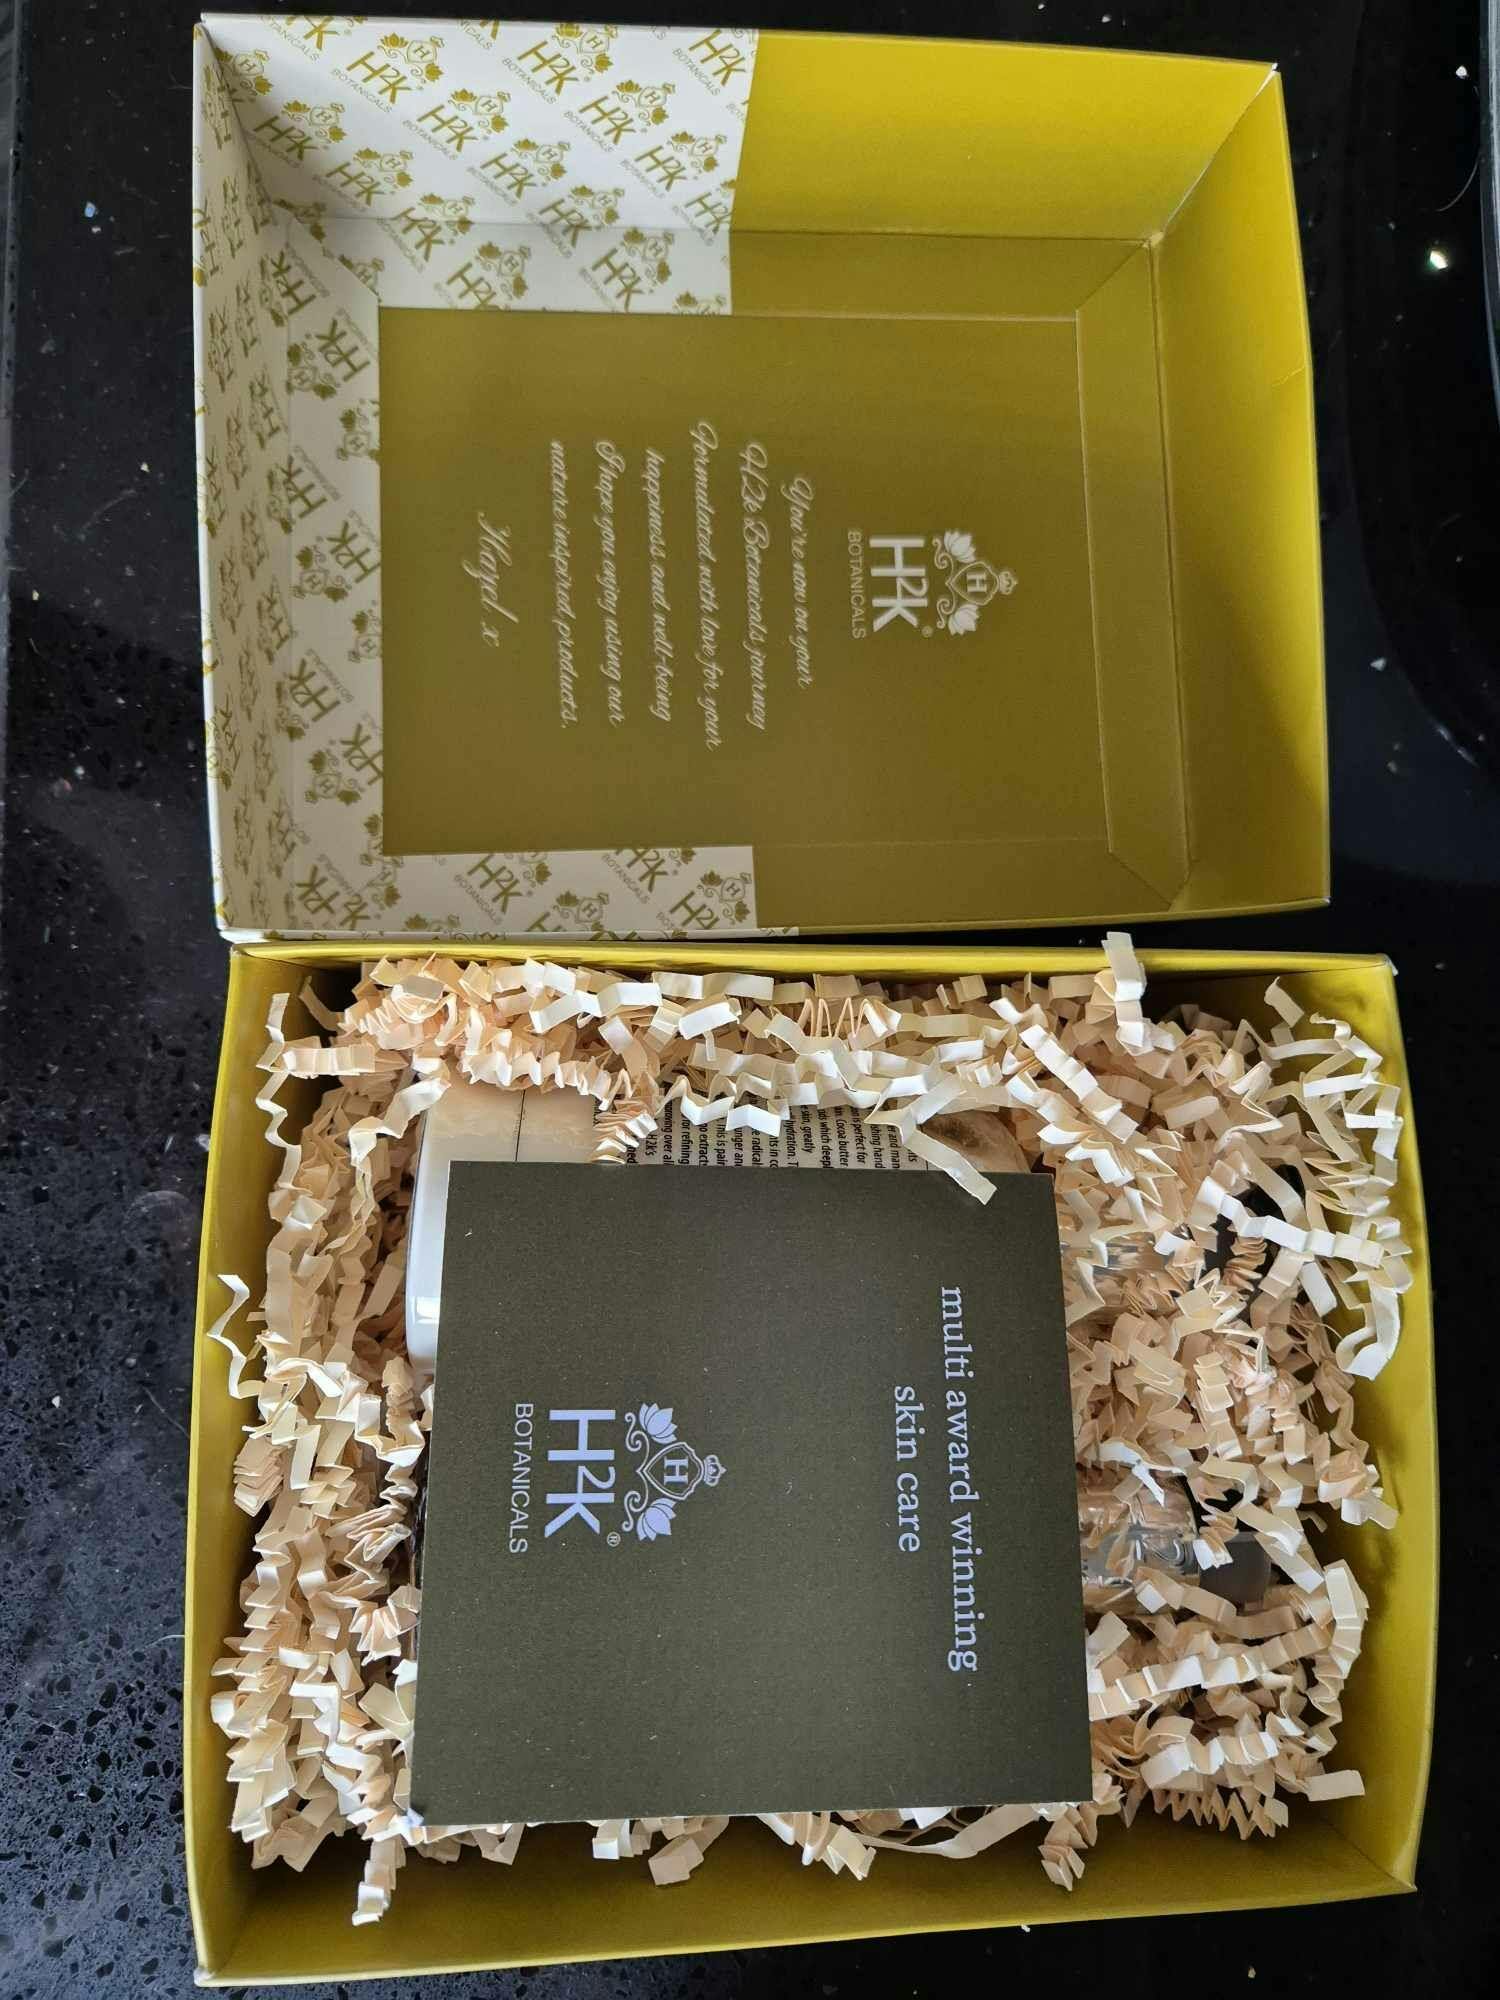 H2k®
BOTANICALS
You're now on your
H2k Botanicals journey
Formulated with love for your
happiness and well-being
I hope you enjoy using our
nature inspired products.
Hazel x
multi award winning
skin care
H
H2k®
BOTANICALS